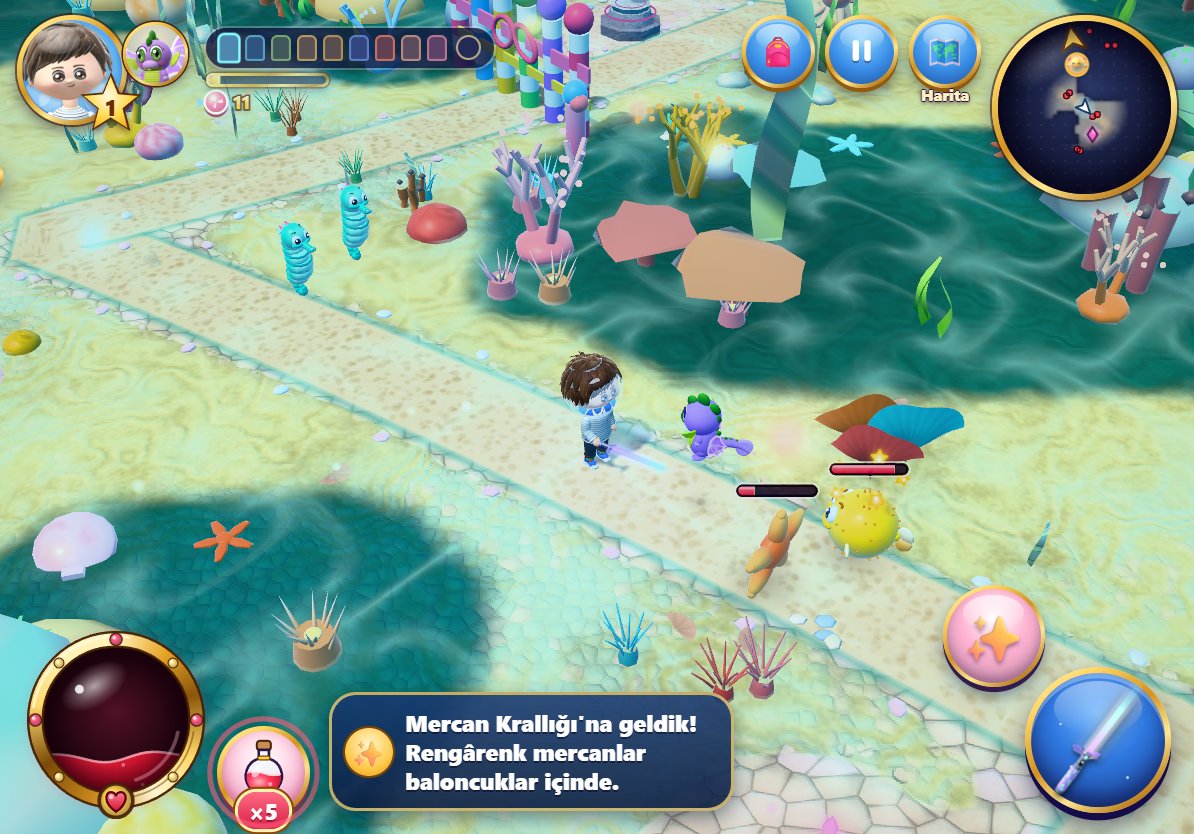 1
11
Harita
Mercan Krallığı'na geldik!
Rengârenk mercanlar
baloncuklar içinde.
x5